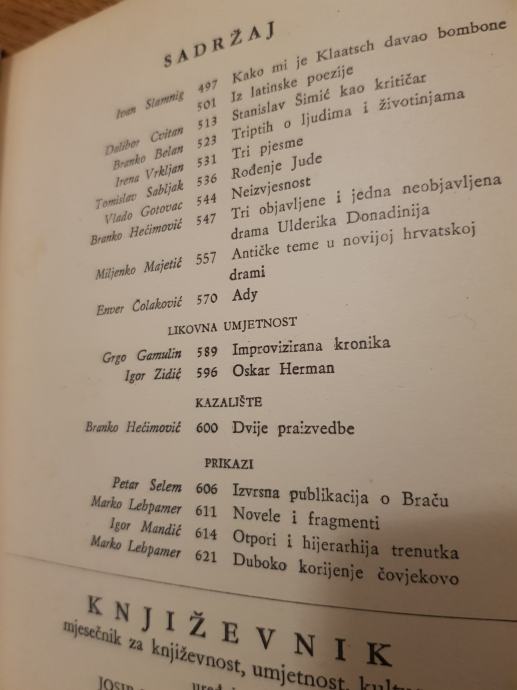 SADRŽAJ
Ivan Slamnig 497 Kako mi je Klaatsch davao bombone
501 Iz latinske poezije
Dalibor Cvitan 513 Stanislav Šimić kao kritičar
Branko Belan 523 Triptih o ljudima i životinjama
Irena Vrkljan 531 Tri pjesme
Tomislav Sabljak 536 Rođenje Jude
Vlado Gotovac 544 Neizvjesnost
Branko Hećimović 547 Tri objavljene i jedna neobjavljena
drama Ulderika Donadinija
Miljenko Majetić 557 Antičke teme u novijoj hrvatskoj
drami
Enver Čolaković 570 Ady
LIKOVNA UMJETNOST
Grgo Gamulin 589 Improvizirana kronika
Igor Zidić 596 Oskar Herman
KAZALIŠTE
Branko Hećimović 600 Dvije praizvedbe
PRIKAZI
Petar Selem 606 Izvrsna publikacija o Braču
Marko Lehpamer 611 Novele i fragmenti
Igor Mandić 614 Otpori i hijerarhija trenutka
Marko Lehpamer 621 Duboko korijenje čovjekovo
KNJIŽEVNIK
mjesečnik za književnost, umjetnost,